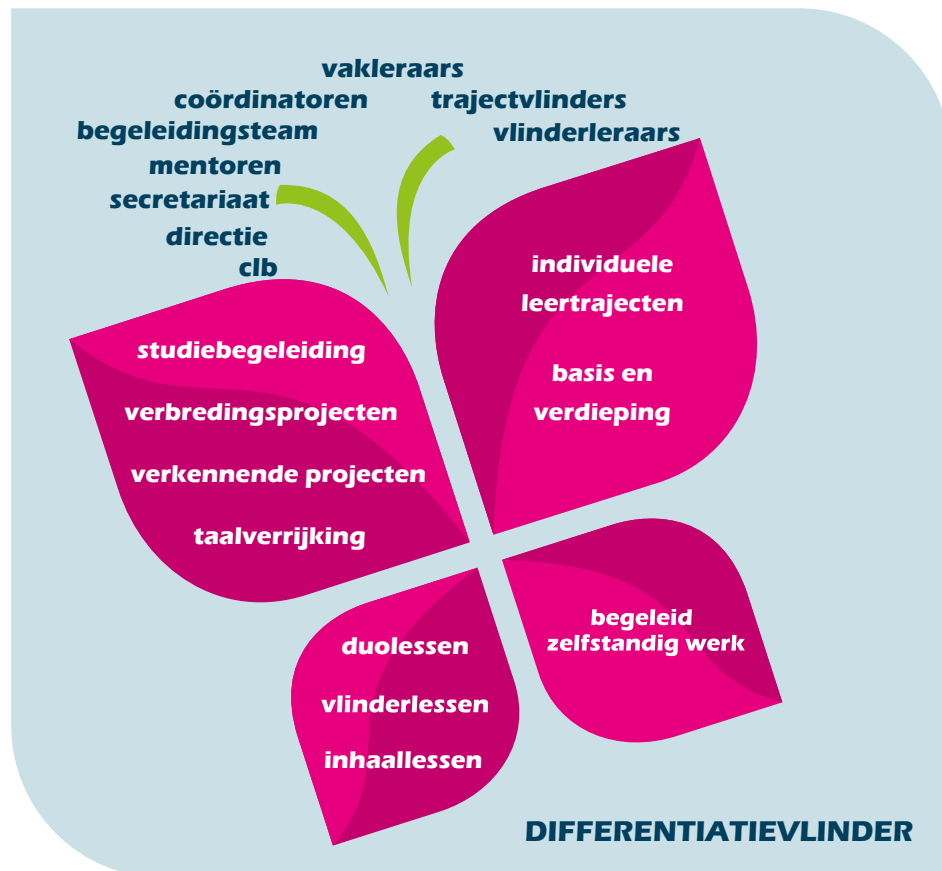 vakleraars
coördinatoren
trajectvlinders
begeleidingsteam
vlinderleraars
mentoren
secretariaat
directie
clb
individuele
leertrajecten
basis en
verdieping
studiebegeleiding
verbredingsprojecten
verkennende projecten
taalverrijking
begeleid
zelfstandig werk
duolessen
vlinderlessen
inhaallessen
DIFFERENTIATIEVLINDER